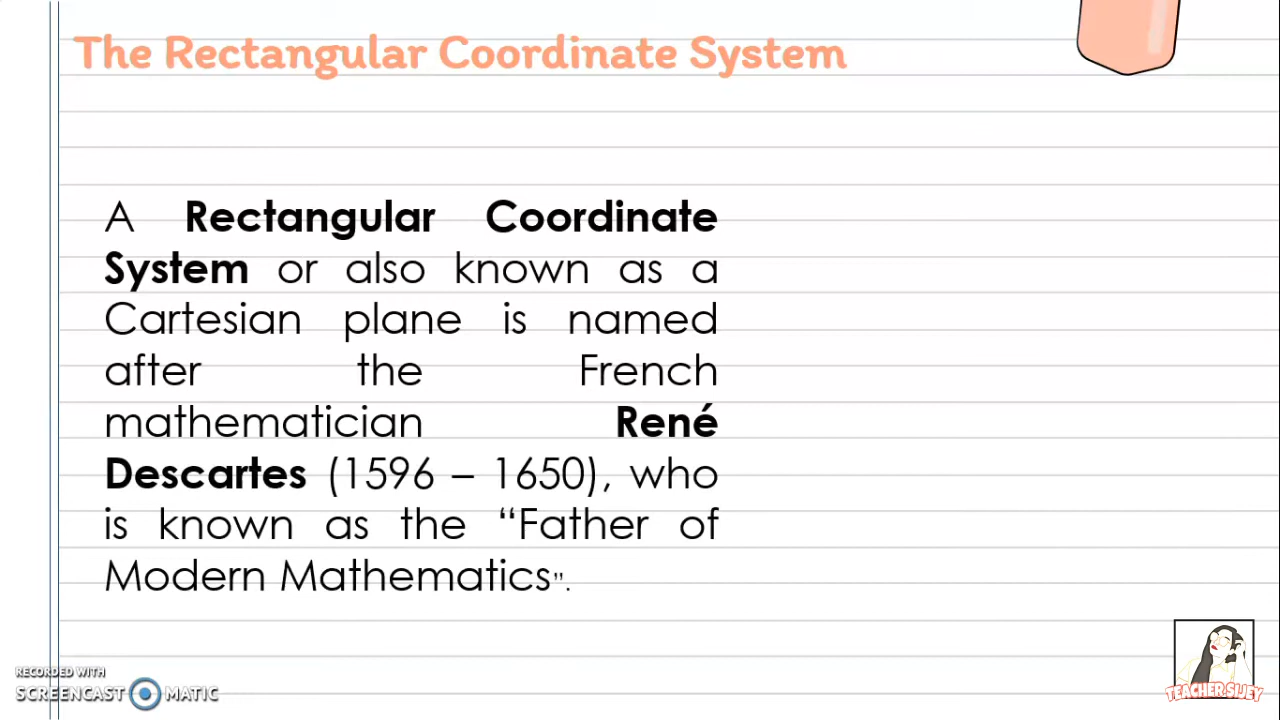 The Rectangular Coordinate System
A Rectangular Coordinate
System or also known as a
Cartesian plane is named
after the French
mathematician René
Descartes (1596 – 1650), who
is known as the “Father of
Modern Mathematics”.
RECORDED WITH
SCREENCAST MATIC
TEACHER SIJEY